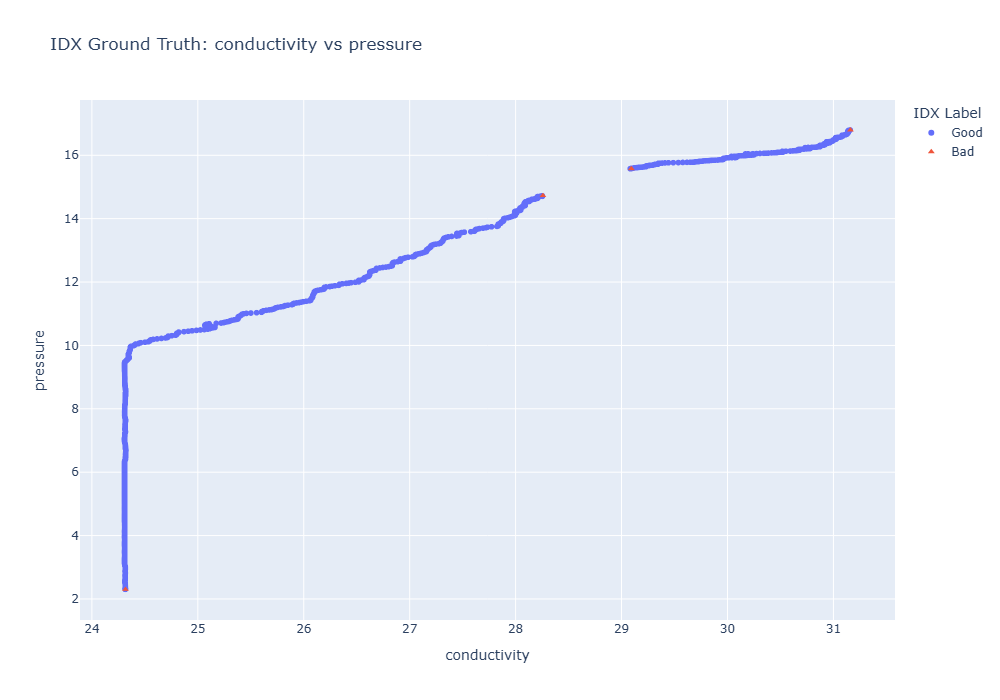 IDX Ground Truth: conductivity vs pressure
IDX Label
Good
Bad
pressure
16
14
12
10
8
6
4
2
24
25
26
27
28
29
30
31
conductivity